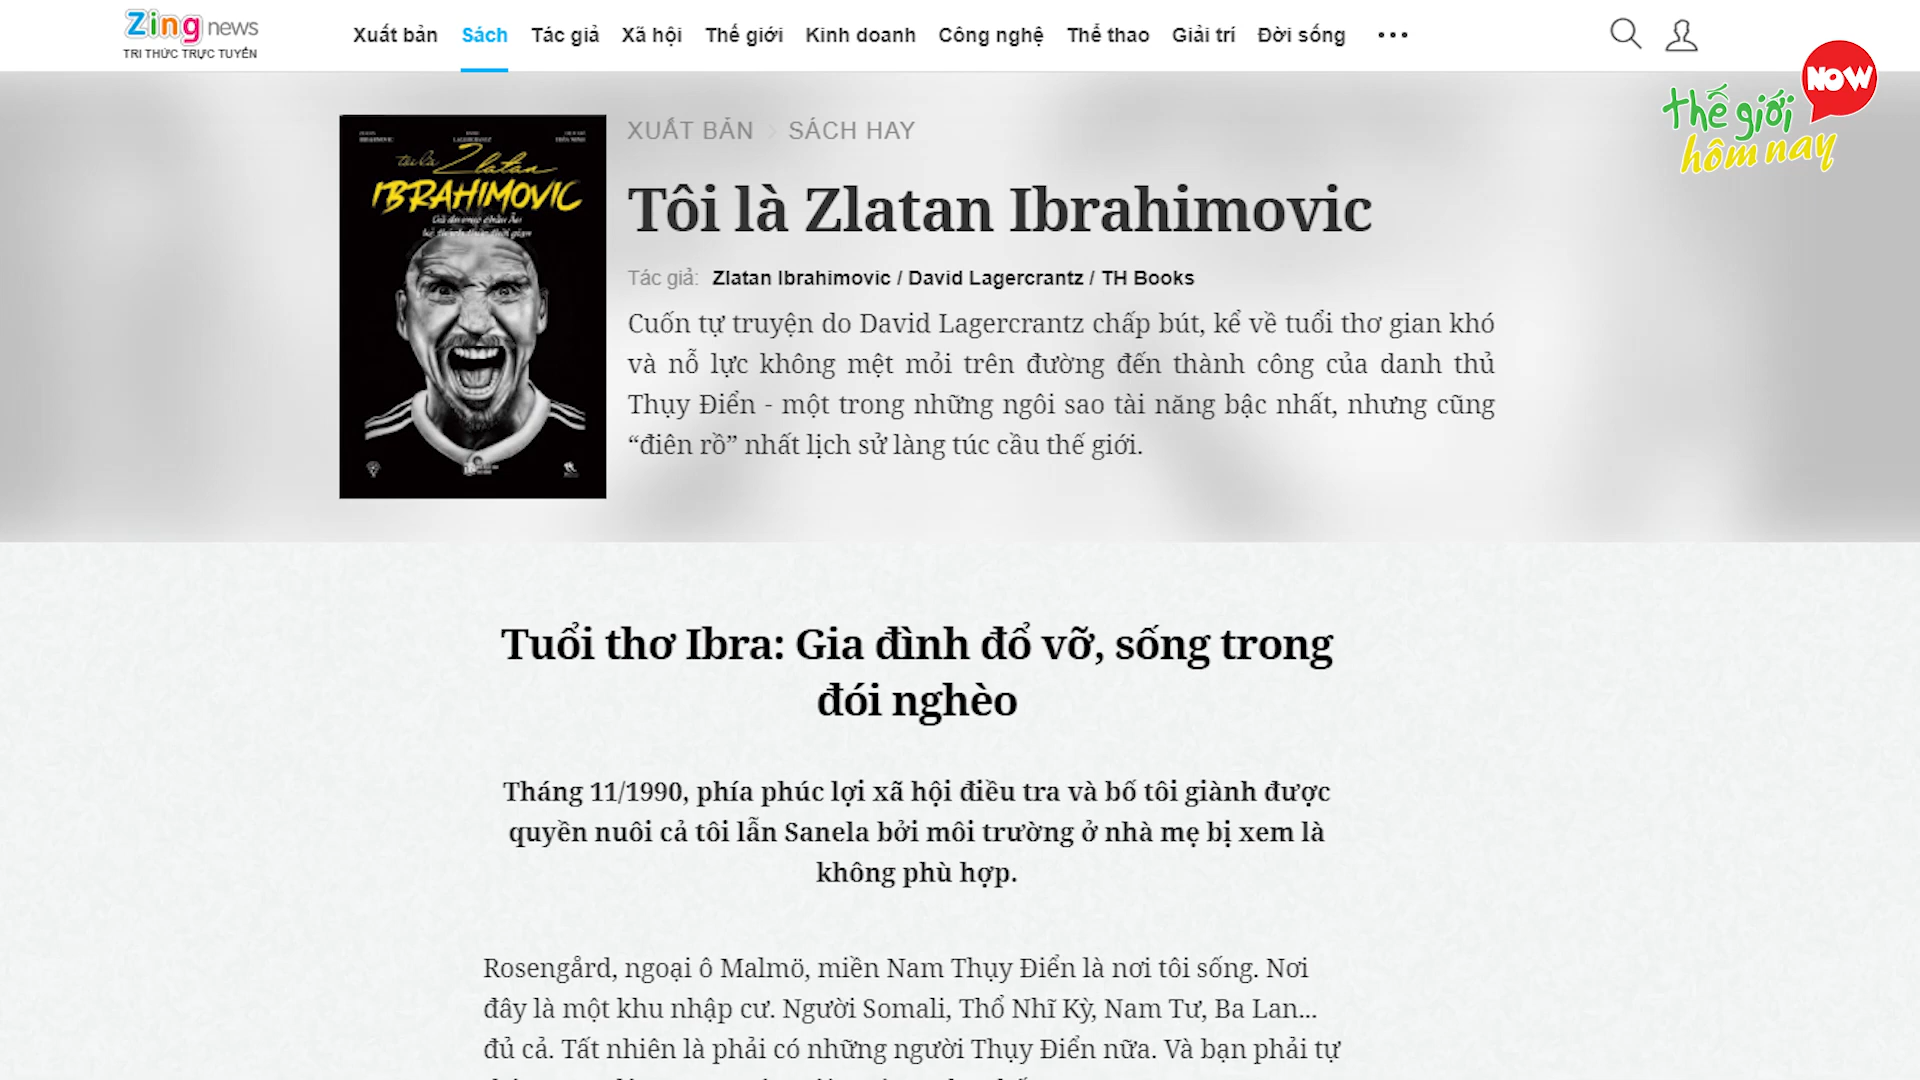 Zing news
TRI THỨC TRỰC TUYẾN
Xuất bản Sách Tác giả Xã hội Thế giới Kinh doanh Công nghệ Thể thao Giải trí Đời sống
NOW
thế giới
hôm nay
XUẤT BẢN > SÁCH HAY
tôi là Zlatan
IBRAHIMOVIC
Tôi là Zlatan Ibrahimovic
Tác giả: Zlatan Ibrahimovic / David Lagercrantz / TH Books
Cuốn tự truyện do David Lagercrantz chấp bút, kể về tuổi thơ gian khó
và nỗ lực không mệt mỏi trên đường đến thành công của danh thủ
Thụy Điển - một trong những ngôi sao tài năng bậc nhất, nhưng cũng
“điên rồ” nhất lịch sử làng túc cầu thế giới.
Tuổi thơ Ibra: Gia đình đổ vỡ, sống trong
đói nghèo
Tháng 11/1990, phía phúc lợi xã hội điều tra và bố tôi giành được
quyền nuôi cả tôi lẫn Sanela bởi môi trường ở nhà mẹ bị xem là
không phù hợp.
Rosengård, ngoại ô Malmö, miền Nam Thụy Điển là nơi tôi sống. Nơi
đây là một khu nhập cư. Người Somali, Thổ Nhĩ Kỳ, Nam Tư, Ba Lan...
đủ cả. Tất nhiên là phải có những người Thụy Điển nữa. Và bạn phải tự